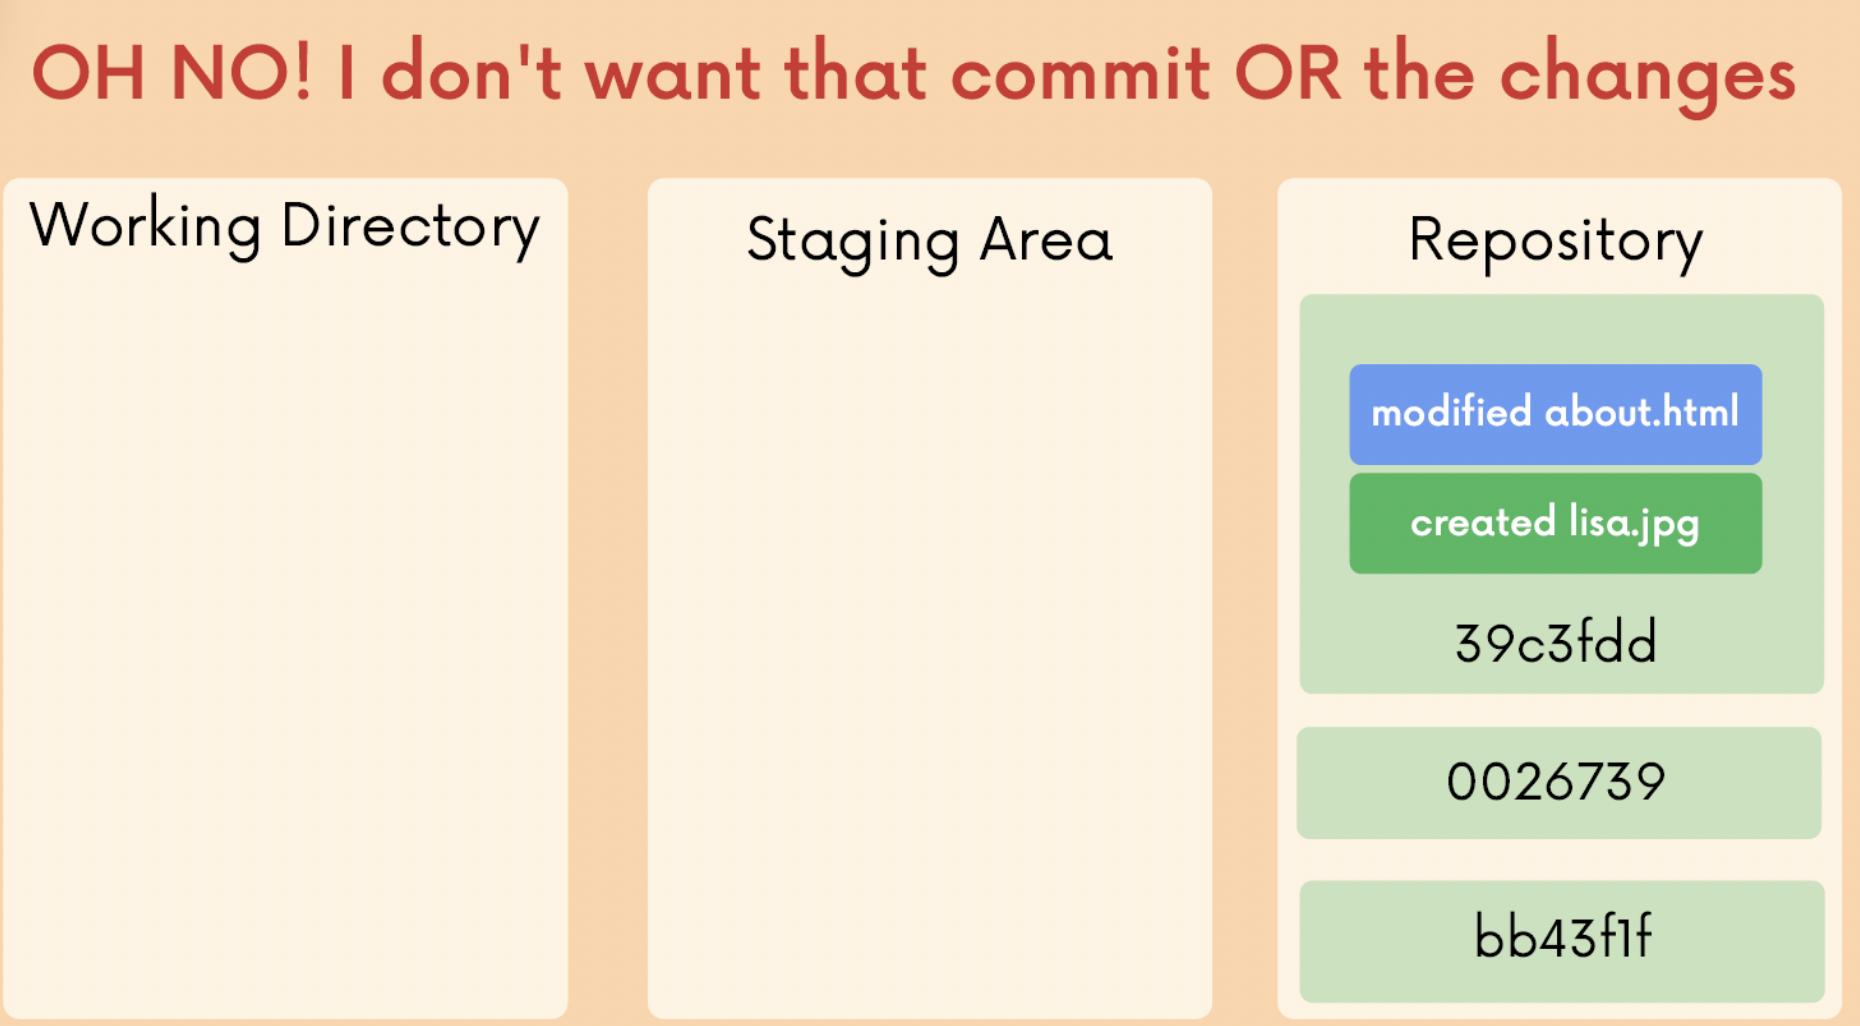 OH NO! I don't want that commit OR the changes
Working Directory
Staging Area
Repository
modified about.html
created lisa.jpg
39c3fdd
0026739
bb43f1f